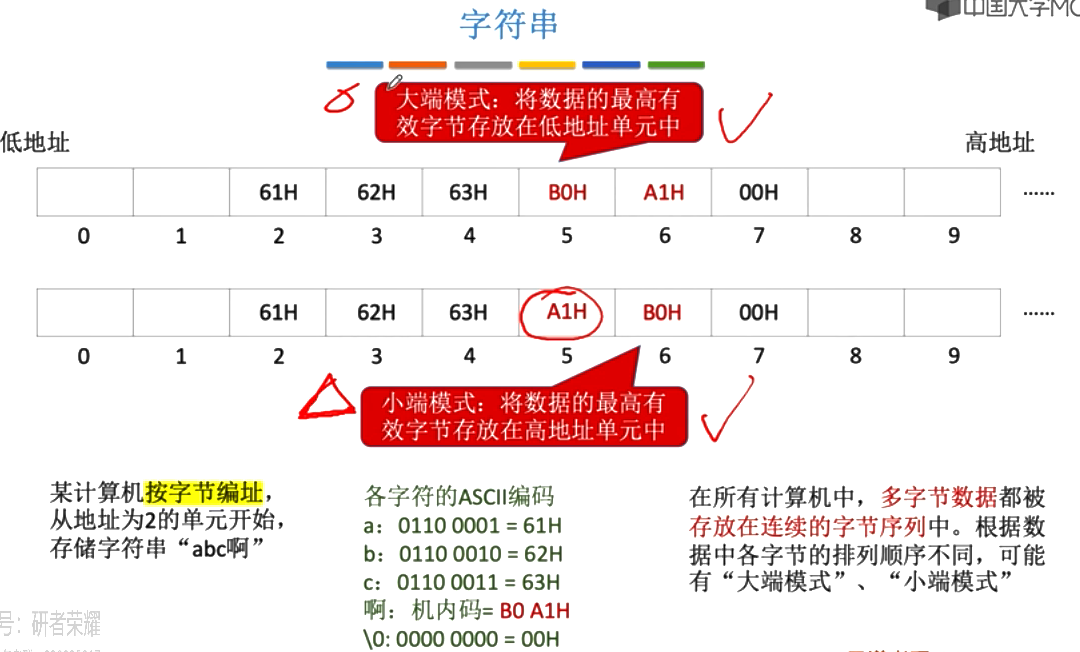 中国大学MO
字符串
大端模式：将数据的最高有
效字节存放在低地址单元中
低地址
高地址
61H 62H 63H B0H A1H 00H ......
0 1 2 3 4 5 6 7 8 9
61H 62H 63H A1H B0H 00H ......
0 1 2 3 4 5 6 7 8 9
小端模式：将数据的最高有
效字节存放在高地址单元中
某计算机按字节编址，
从地址为2的单元开始，
存储字符串“abc啊”
各字符的ASCII编码
a：0110 0001 = 61H
b：0110 0010 = 62H
c：0110 0011 = 63H
啊：机内码= B0 A1H
\0: 0000 0000 = 00H
在所有计算机中，多字节数据都被
存放在连续的字节序列中。根据数
据中各字节的排列顺序不同，可能
有“大端模式”、“小端模式”
号：研者荣耀